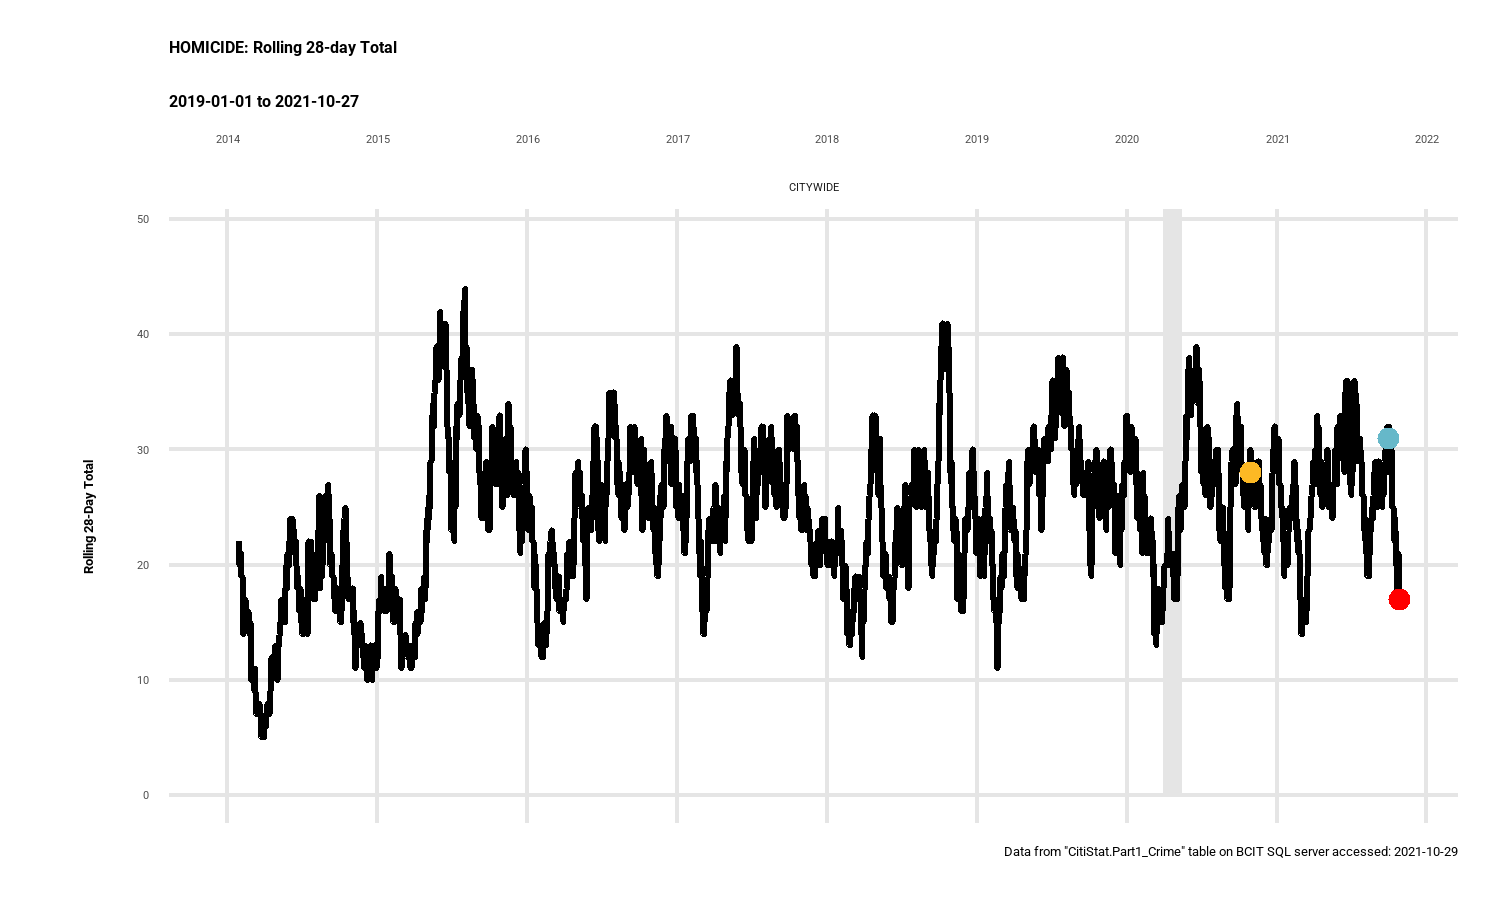 HOMICIDE: Rolling 28-day Total
2019-01-01 to 2021-10-27
2014 2015 2016 2017 2018 2019 2020 2021 2022
CITYWIDE
50
40
30
20
10
0
Rolling 28-Day Total
Data from "CitiStat.Part1_Crime" table on BCIT SQL server accessed: 2021-10-29